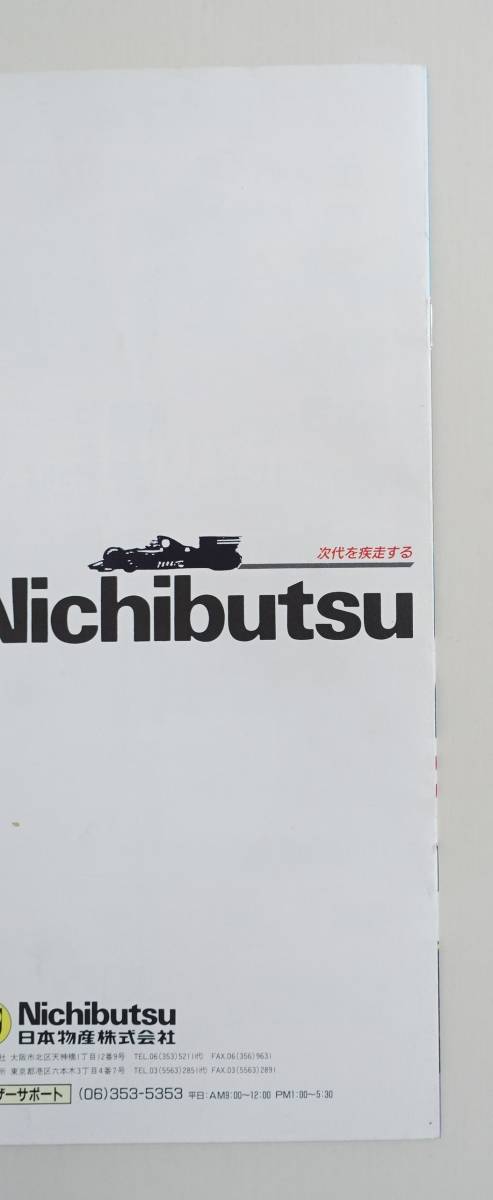 次代を疾走する
Nichibutsu
Nichibutsu
日本物産株式会社
社 大阪市北区天神橋1丁目12番9号 TEL.06(353)5211(代) FAX.06(356)9631
所 東京都港区六本木3丁目4番7号 TEL.03(5563)2851(代) FAX.03(5563)2891
ザーサポート (06)353-5353 平日:AM9:00〜12:00 PM1:00〜5:30